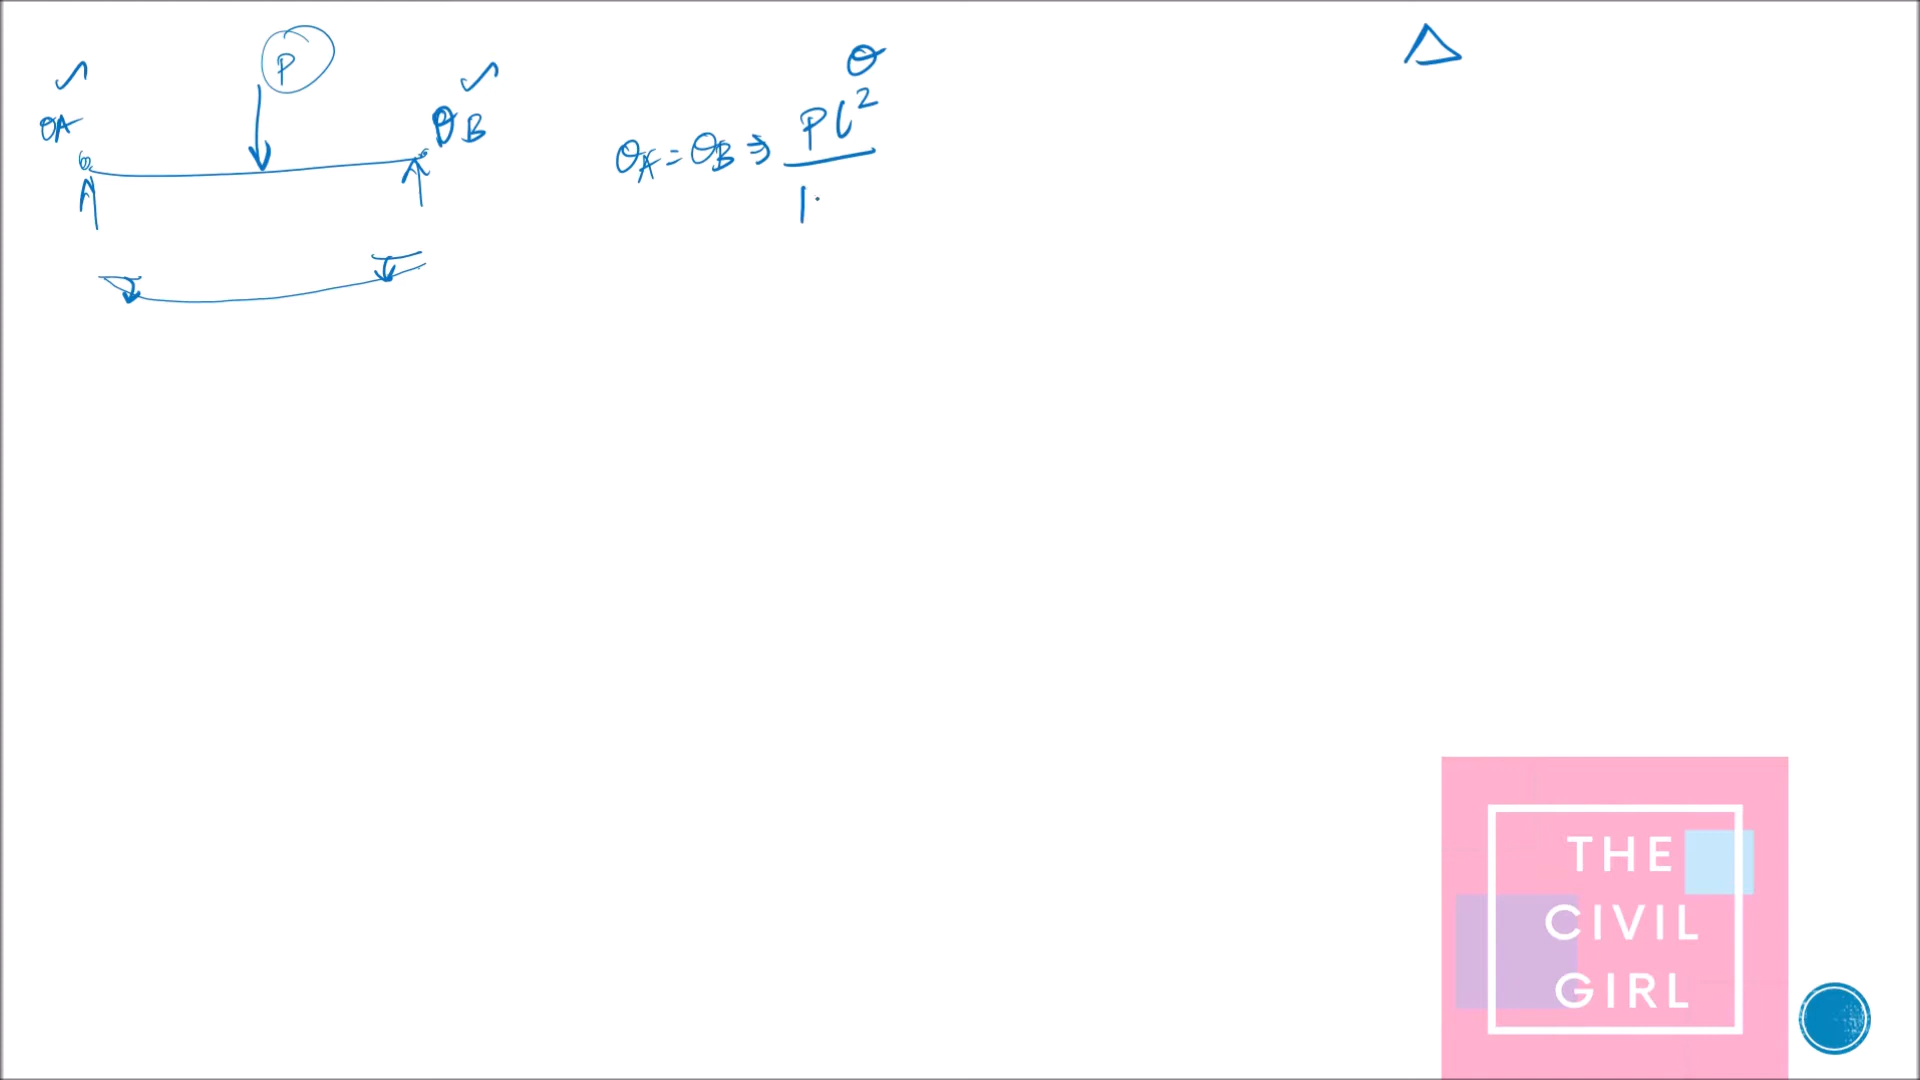 P
θA
θB
θ
θA = θB ⇒ PL²
1
Δ
THE
CIVIL
GIRL